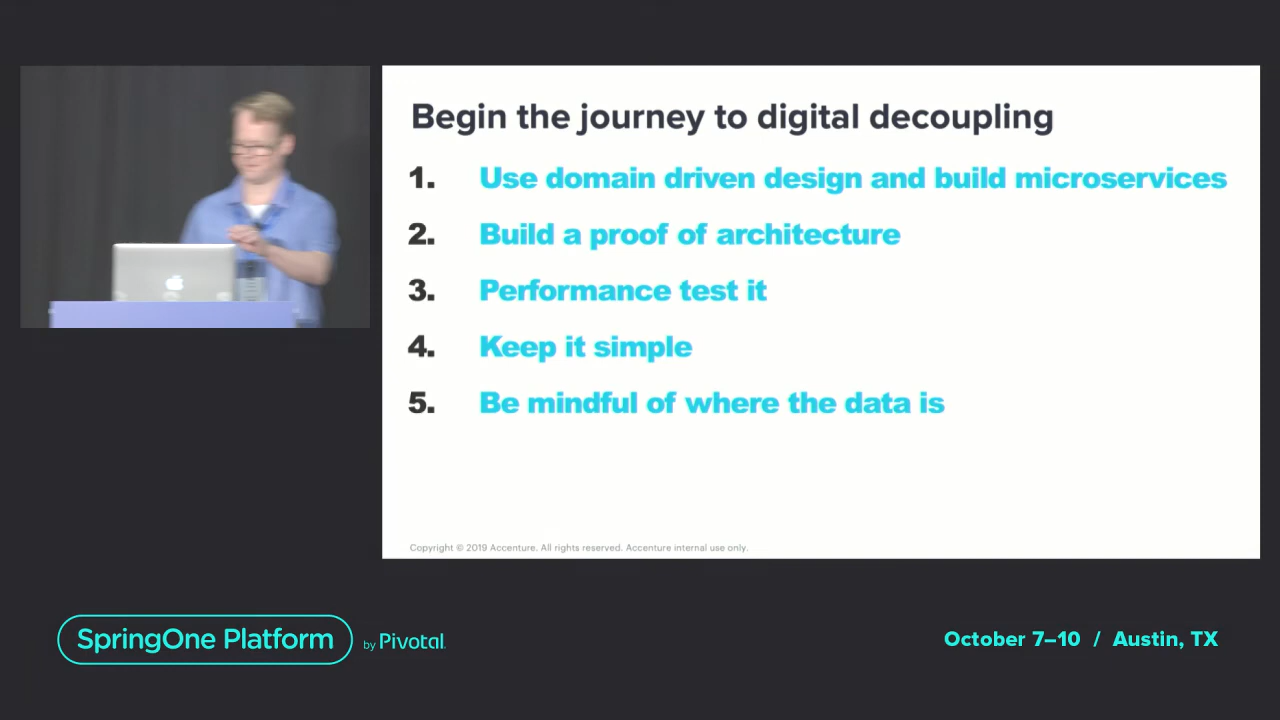 Begin the journey to digital decoupling
1. Use domain driven design and build microservices
2. Build a proof of architecture
3. Performance test it
4. Keep it simple
5. Be mindful of where the data is
Copyright © 2019 Accenture. All rights reserved. Accenture internal use only.
SpringOne Platform by Pivotal.
October 7–10 / Austin, TX